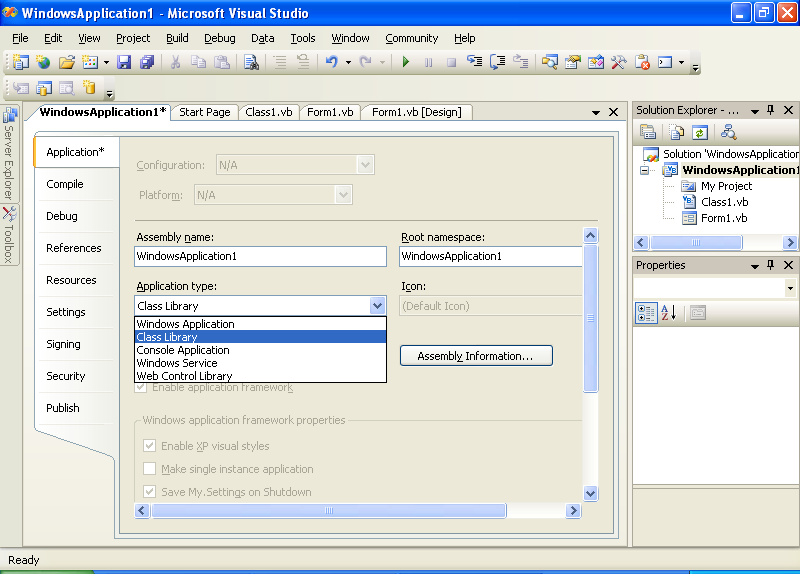 WindowsApplication1 - Microsoft Visual Studio
File Edit View Project Build Debug Data Tools Window Community Help
WindowsApplication1* Start Page Class1.vb Form1.vb Form1.vb [Design]
Server Explorer
Toolbox
Application*
Compile
Debug
References
Resources
Settings
Signing
Security
Publish
Configuration: N/A
Platform: N/A
Assembly name: Root namespace:
WindowsApplication1 WindowsApplication1
Application type: Icon:
Class Library (Default Icon)
Windows Application
Class Library
Console Application
Windows Service
Web Control Library
Assembly Information...
Enable application framework
Windows application framework properties
Enable XP visual styles
Make single instance application
Save My.Settings on Shutdown
Solution Explorer - ...
Solution 'WindowsApplication
WindowsApplication1
My Project
Class1.vb
Form1.vb
Properties
Ready